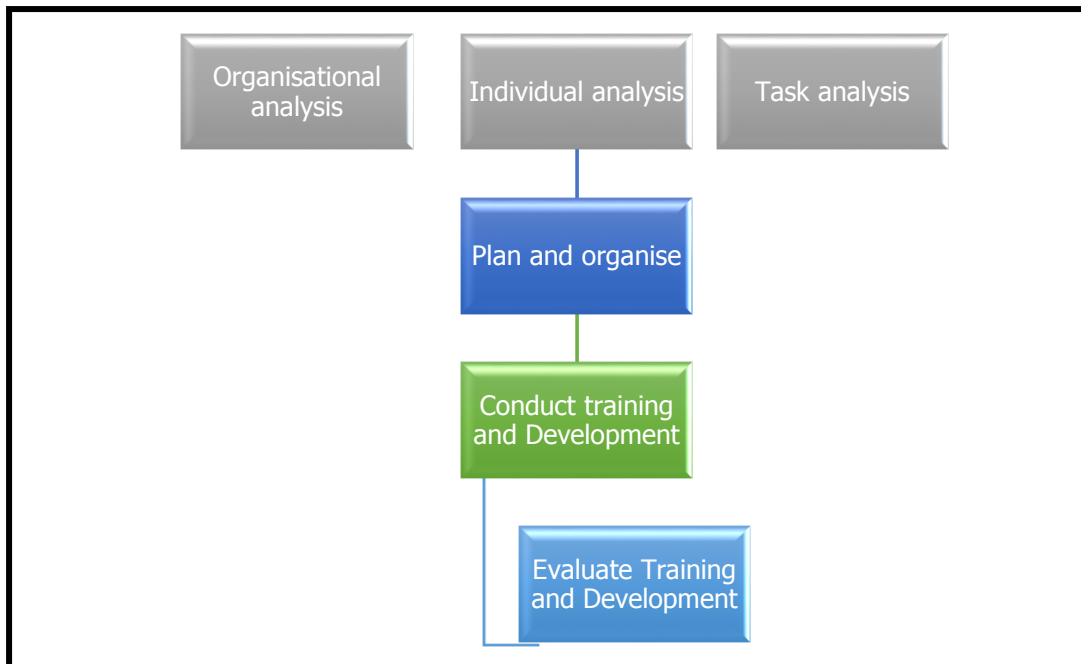 Organisational
analysis
Individual analysis
Task analysis
Plan and organise
Conduct training
and Development
Evaluate Training
and Development